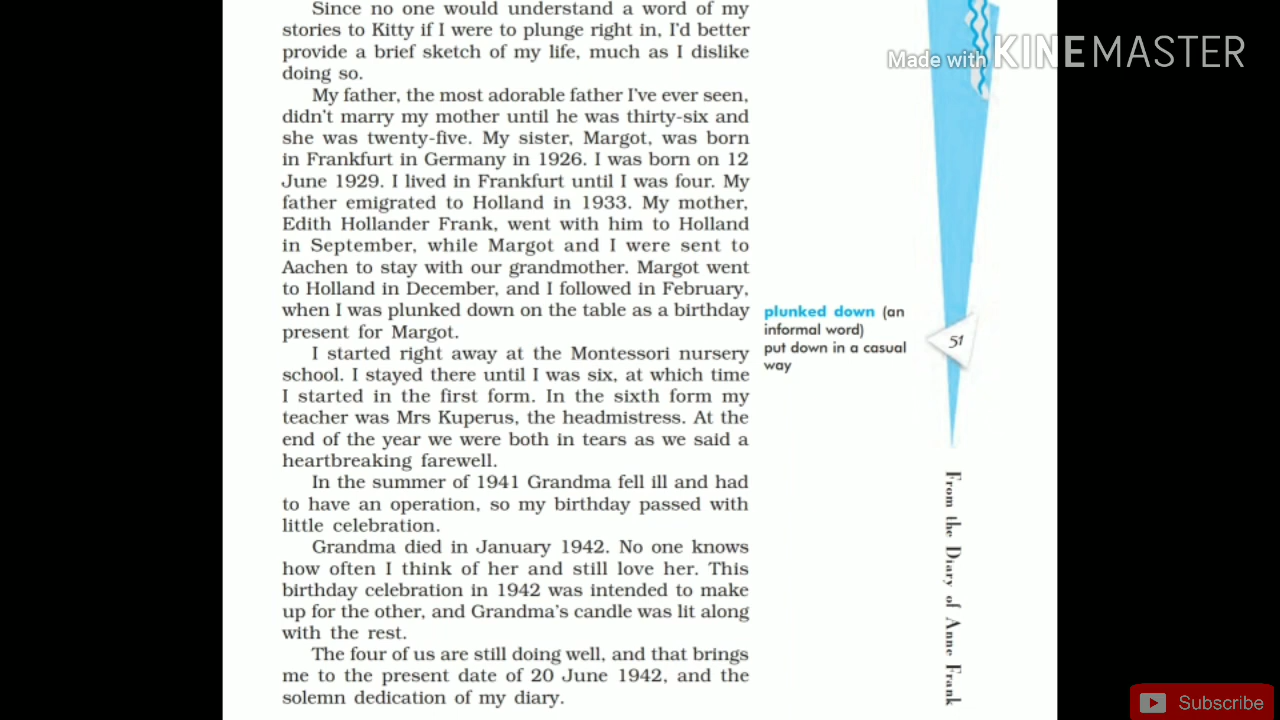 Since no one would understand a word of my
stories to Kitty if I were to plunge right in, I'd better
provide a brief sketch of my life, much as I dislike
doing so.
My father, the most adorable father I've ever seen,
didn't marry my mother until he was thirty-six and
she was twenty-five. My sister, Margot, was born
in Frankfurt in Germany in 1926. I was born on 12
June 1929. I lived in Frankfurt until I was four. My
father emigrated to Holland in 1933. My mother,
Edith Hollander Frank, went with him to Holland
in September, while Margot and I were sent to
Aachen to stay with our grandmother. Margot went
to Holland in December, and I followed in February,
when I was plunked down on the table as a birthday
present for Margot.
I started right away at the Montessori nursery
school. I stayed there until I was six, at which time
I started in the first form. In the sixth form my
teacher was Mrs Kuperus, the headmistress. At the
end of the year we were both in tears as we said a
heartbreaking farewell.
In the summer of 1941 Grandma fell ill and had
to have an operation, so my birthday passed with
little celebration.
Grandma died in January 1942. No one knows
how often I think of her and still love her. This
birthday celebration in 1942 was intended to make
up for the other, and Grandma's candle was lit along
with the rest.
The four of us are still doing well, and that brings
me to the present date of 20 June 1942, and the
solemn dedication of my diary.
plunked down (an
informal word)
put down in a casual
way
51
From the Diary of Anne Frank
Made with KINEMASTER
Subscribe